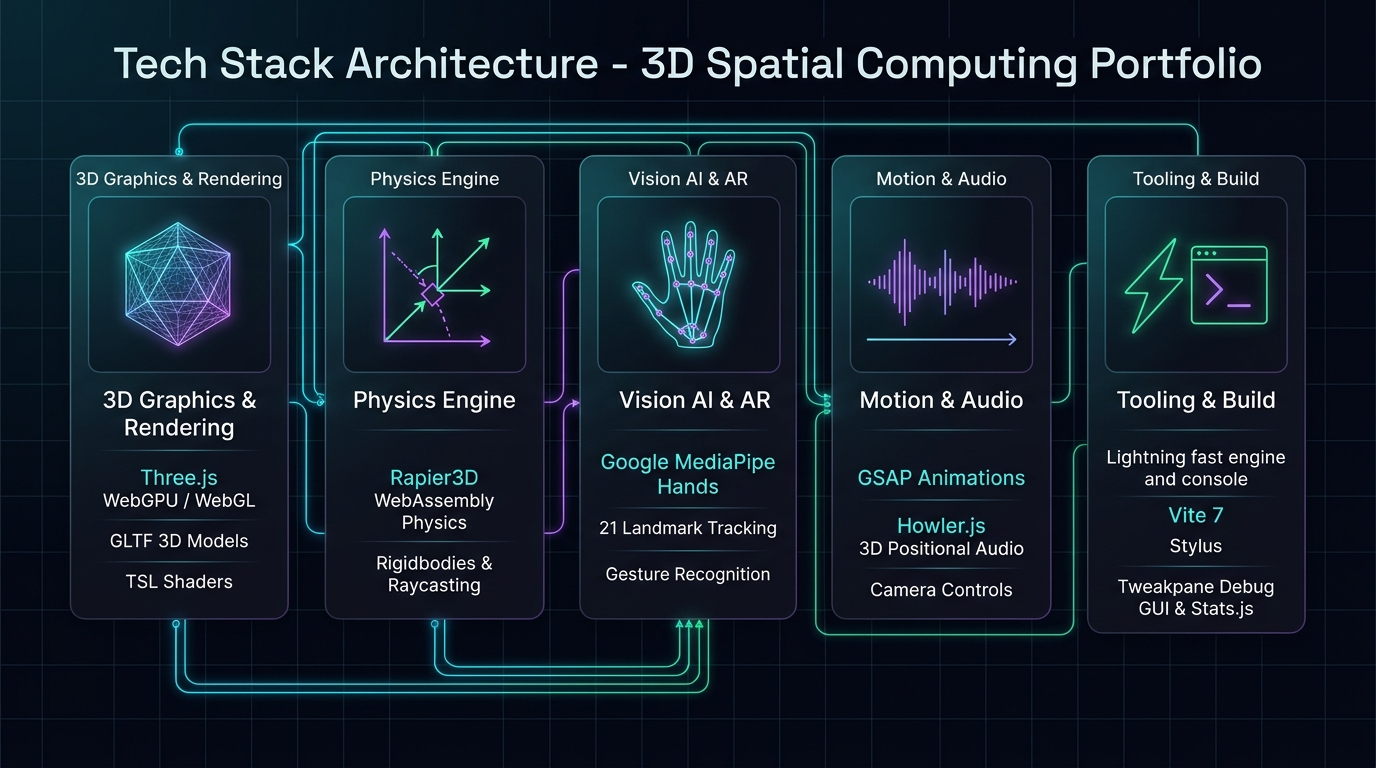 Tech Stack Architecture - 3D Spatial Computing Portfolio
3D Graphics & Rendering
3D Graphics &
Rendering
Three.js
WebGPU / WebGL
GLTF 3D Models
TSL Shaders
Physics Engine
Physics Engine
Rapier3D
WebAssembly
Physics
Rigidbodies &
Raycasting
Vision AI & AR
Vision AI & AR
Google MediaPipe
Hands
21 Landmark Tracking
Gesture Recognition
Motion & Audio
Motion & Audio
GSAP Animations
Howler.js
3D Positional Audio
Camera Controls
Tooling & Build
Tooling & Build
Lightning fast engine
and console
Vite 7
Stylus
Tweakpane Debug
GUI & Stats.js